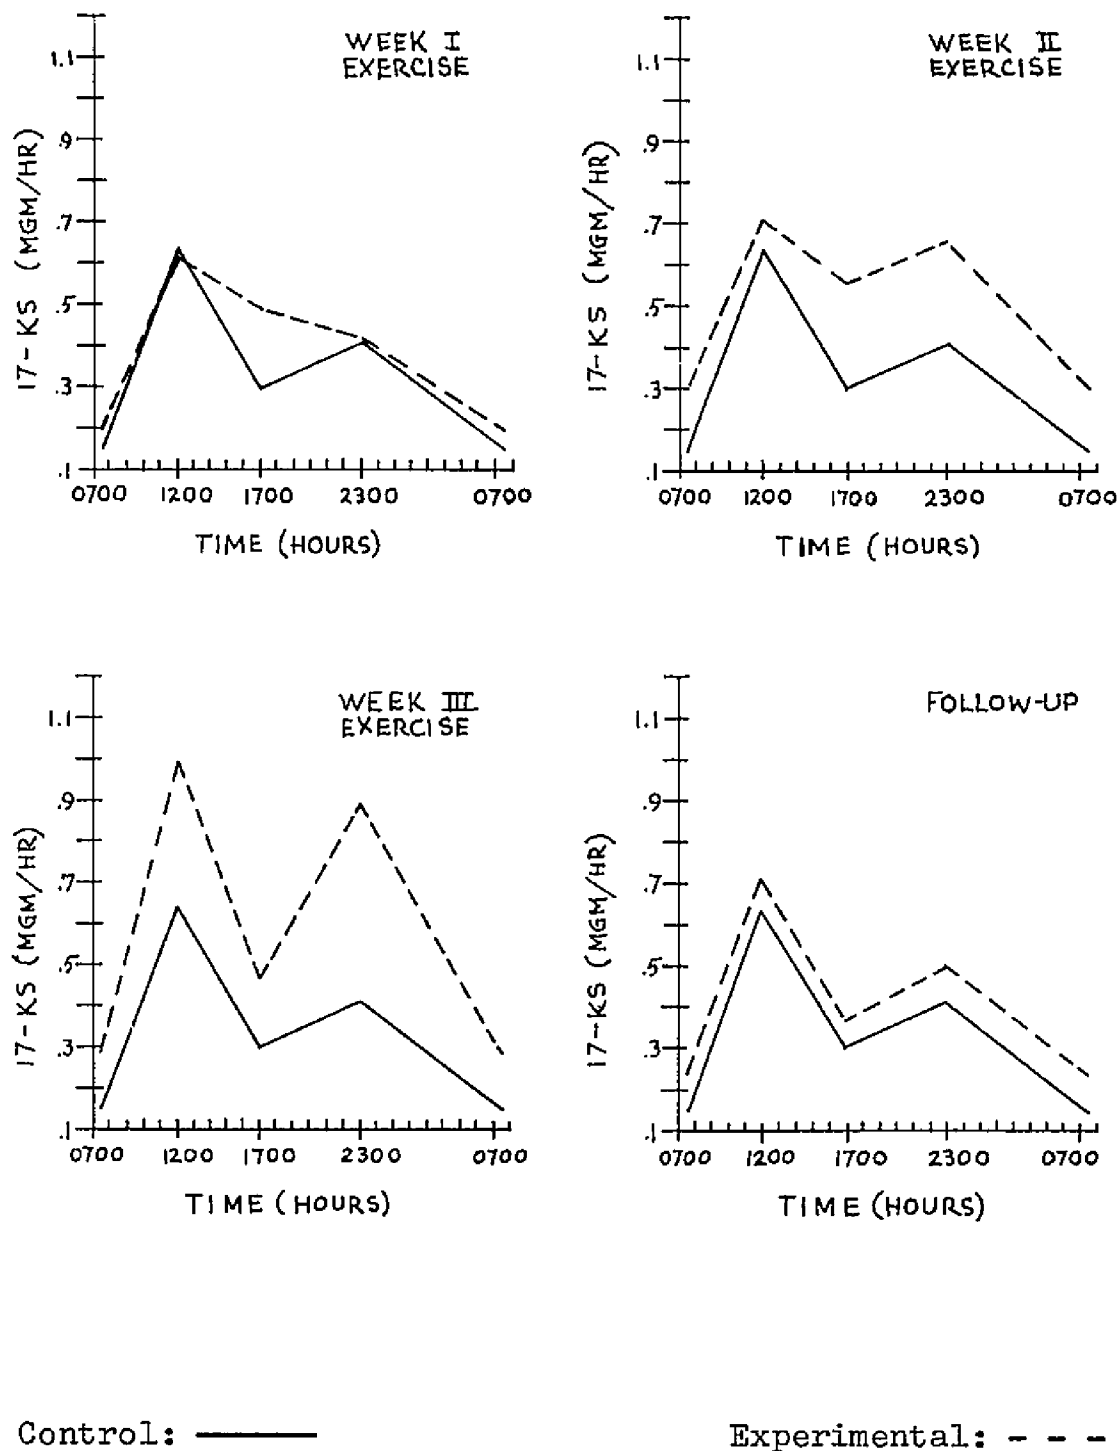 WEEK I
EXERCISE
1.1
.9
.7
.5
.3
.1
17-KS (MGM/HR)
0700 1200 1700 2300 0700
TIME (HOURS)
WEEK II
EXERCISE
1.1
.9
.7
.5
.3
.1
17-KS (MGM/HR)
0700 1200 1700 2300 0700
TIME (HOURS)
WEEK III
EXERCISE
1.1
.9
.7
.5
.3
.1
17-KS (MGM/HR)
0700 1200 1700 2300 0700
TIME (HOURS)
FOLLOW-UP
1.1
.9
.7
.5
.3
.1
17-KS (MGM/HR)
0700 1200 1700 2300 0700
TIME (HOURS)
Control:
Experimental: